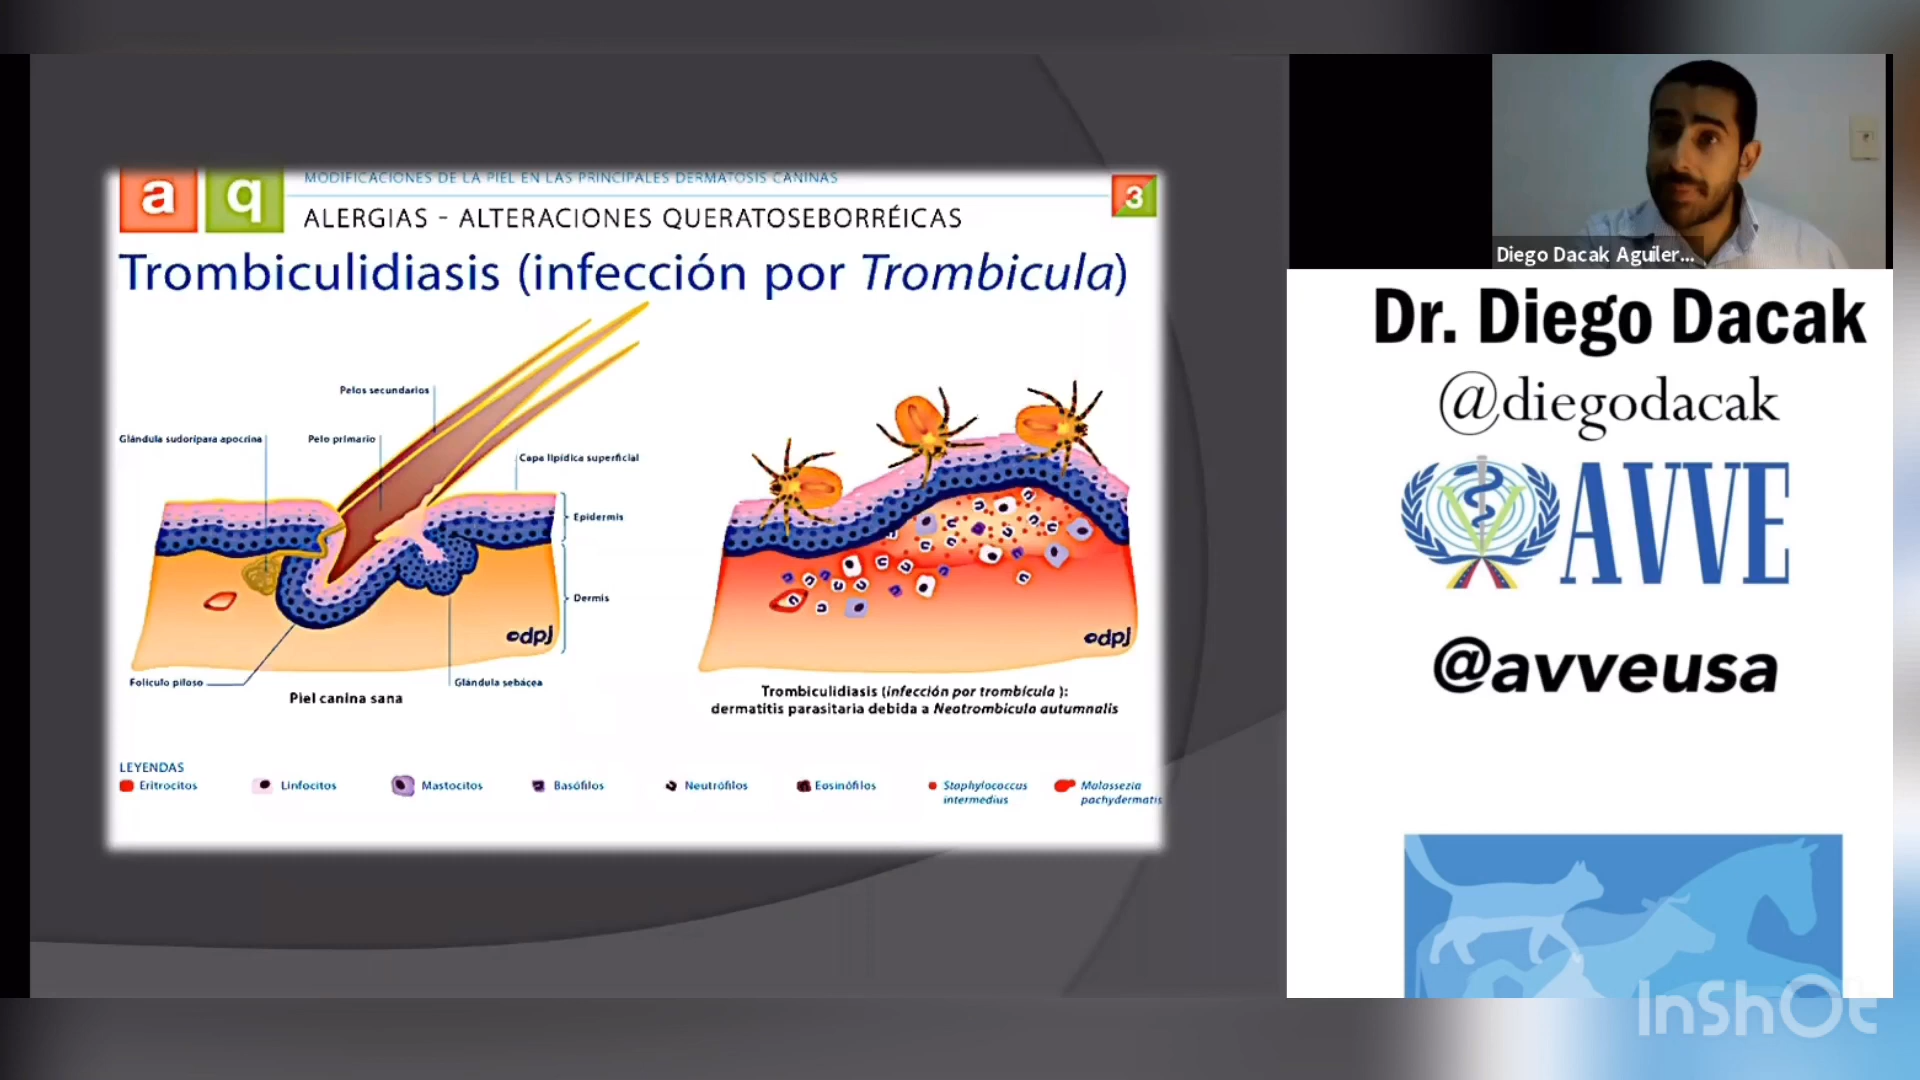 a q
MODIFICACIONES DE LA PIEL EN LAS PRINCIPALES DERMATOSIS CANINAS
3
ALERGIAS - ALTERACIONES QUERATOSEBORRÉICAS
Trombiculidiasis (infección por Trombicula)
Pelos secundarios
Glándula sudorípara apocrina
Pelo primario
Capa lipídica superficial
Epidermis
Dermis
©dpj
Folículo piloso
Glándula sebácea
Piel canina sana
©dpj
Trombiculidiasis (infección por trombícula ):
dermatitis parasitaria debida a Neotrombicula autumnalis
LEYENDAS
Eritrocitos
Linfocitos
Mastocitos
Basófilos
Neutrófilos
Eosinófilos
Staphylococcus
intermedius
Malassezia
pachydermatis
Diego Dacak Aguiler...
Dr. Diego Dacak
@diegodacak
AVVE
@avveusa
InShOt